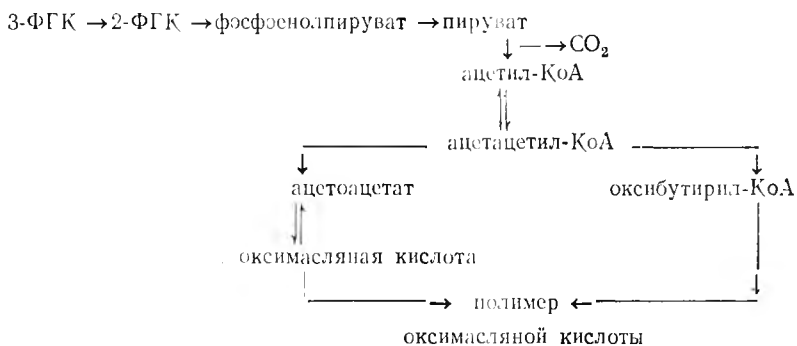 3-ФГК → 2-ФГК → фосфоенолпируват → пируват
↓ — → CO₂
ацетил-КоА
ацетацетил-КоА
ацетоацетат оксибутирил-КоА
оксимасляная кислота
→ полимер ←
оксимасляной кислоты